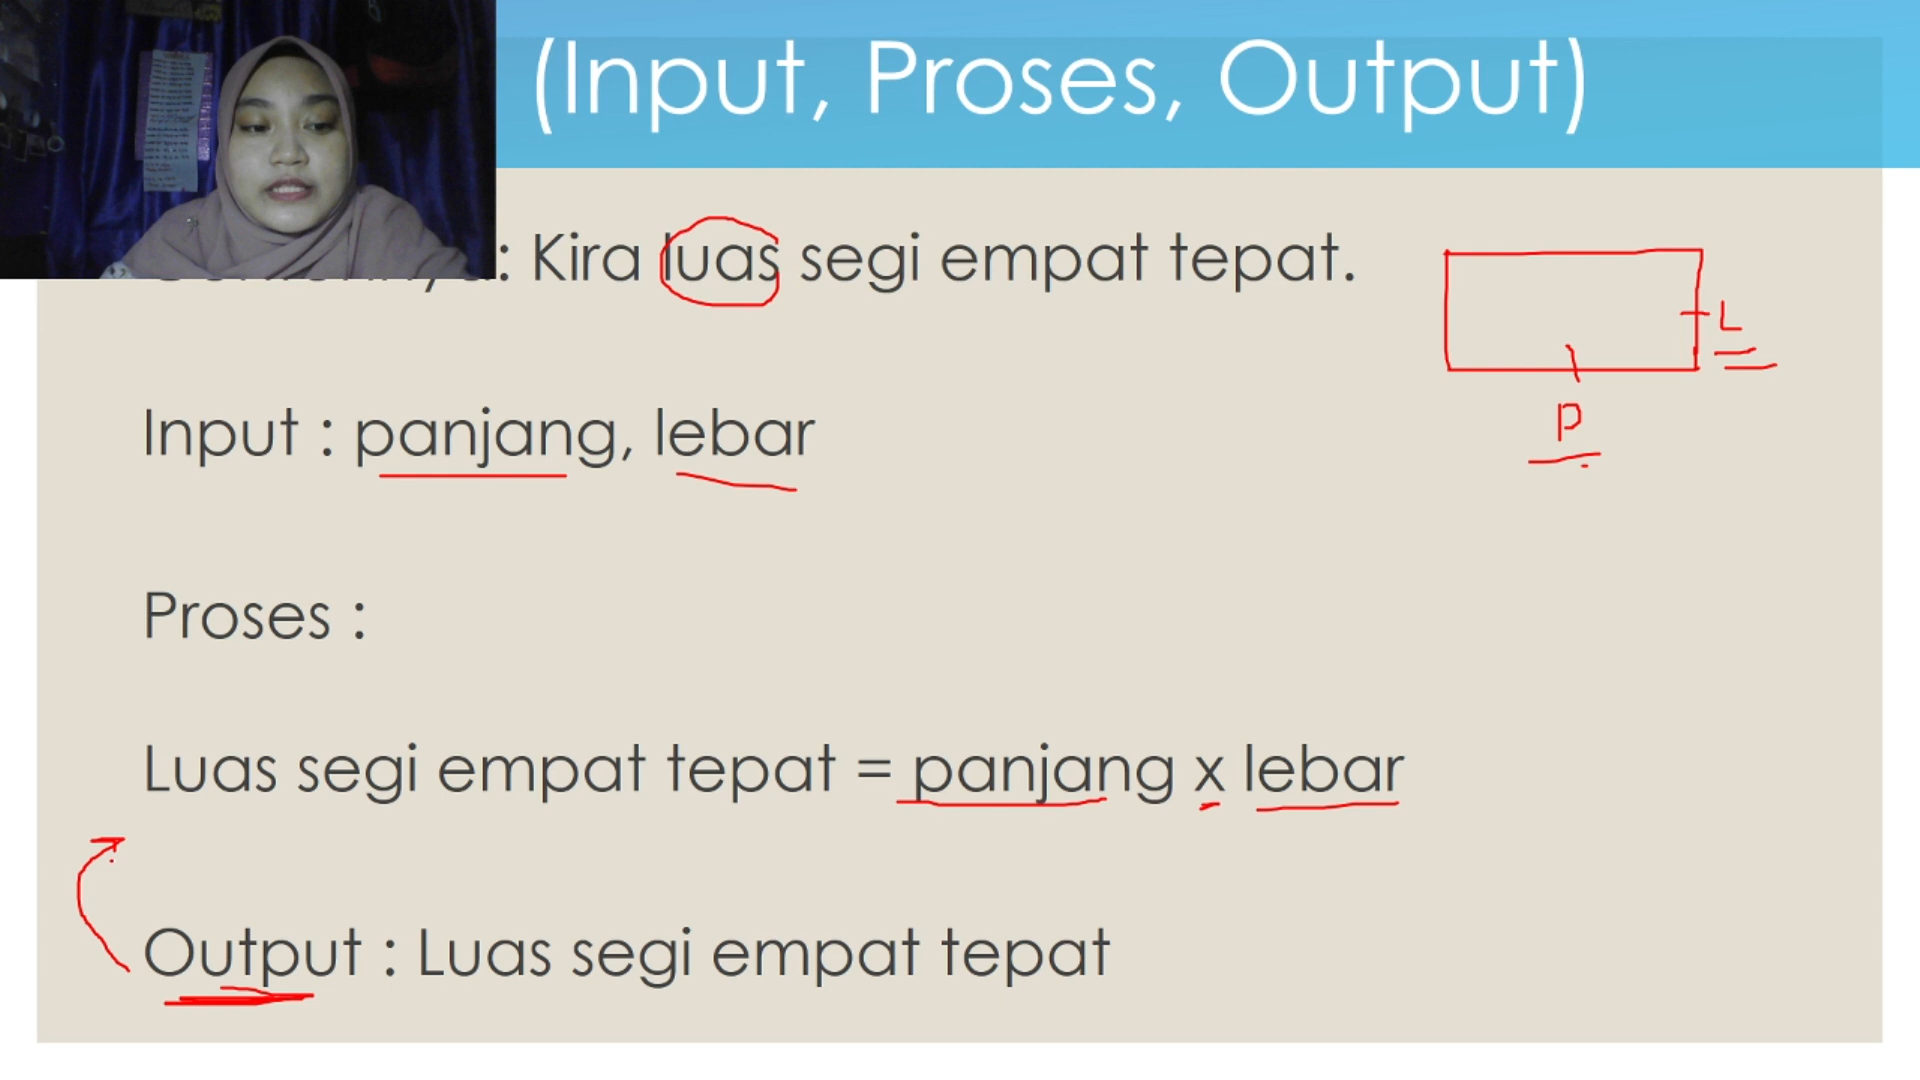 (Input, Proses, Output)
: Kira luas segi empat tepat.
L
Input : panjang, lebar
P
Proses :
Luas segi empat tepat = panjang x lebar
Output : Luas segi empat tepat